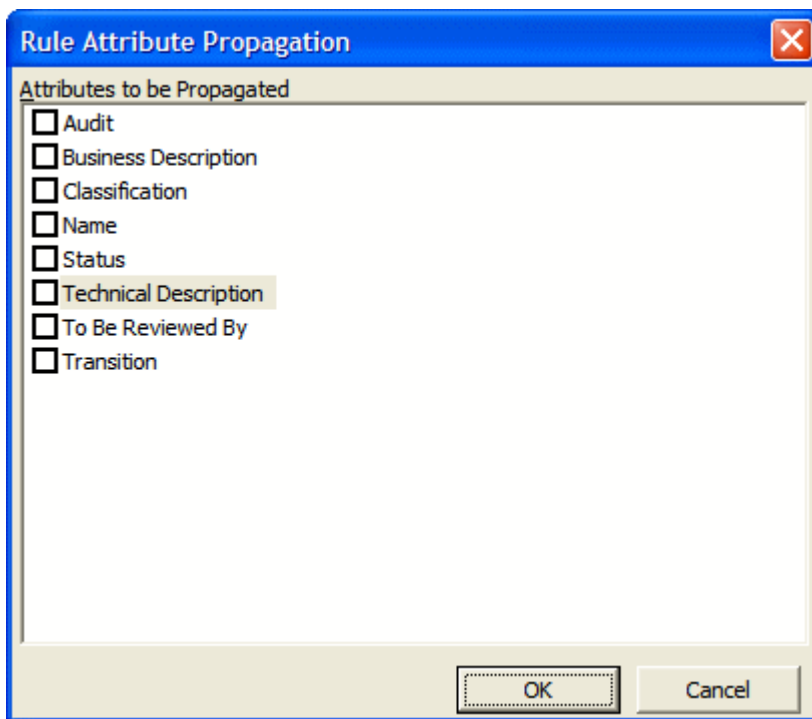 Rule Attribute Propagation
Attributes to be Propagated
Audit
Business Description
Classification
Name
Status
Technical Description
To Be Reviewed By
Transition
OK Cancel